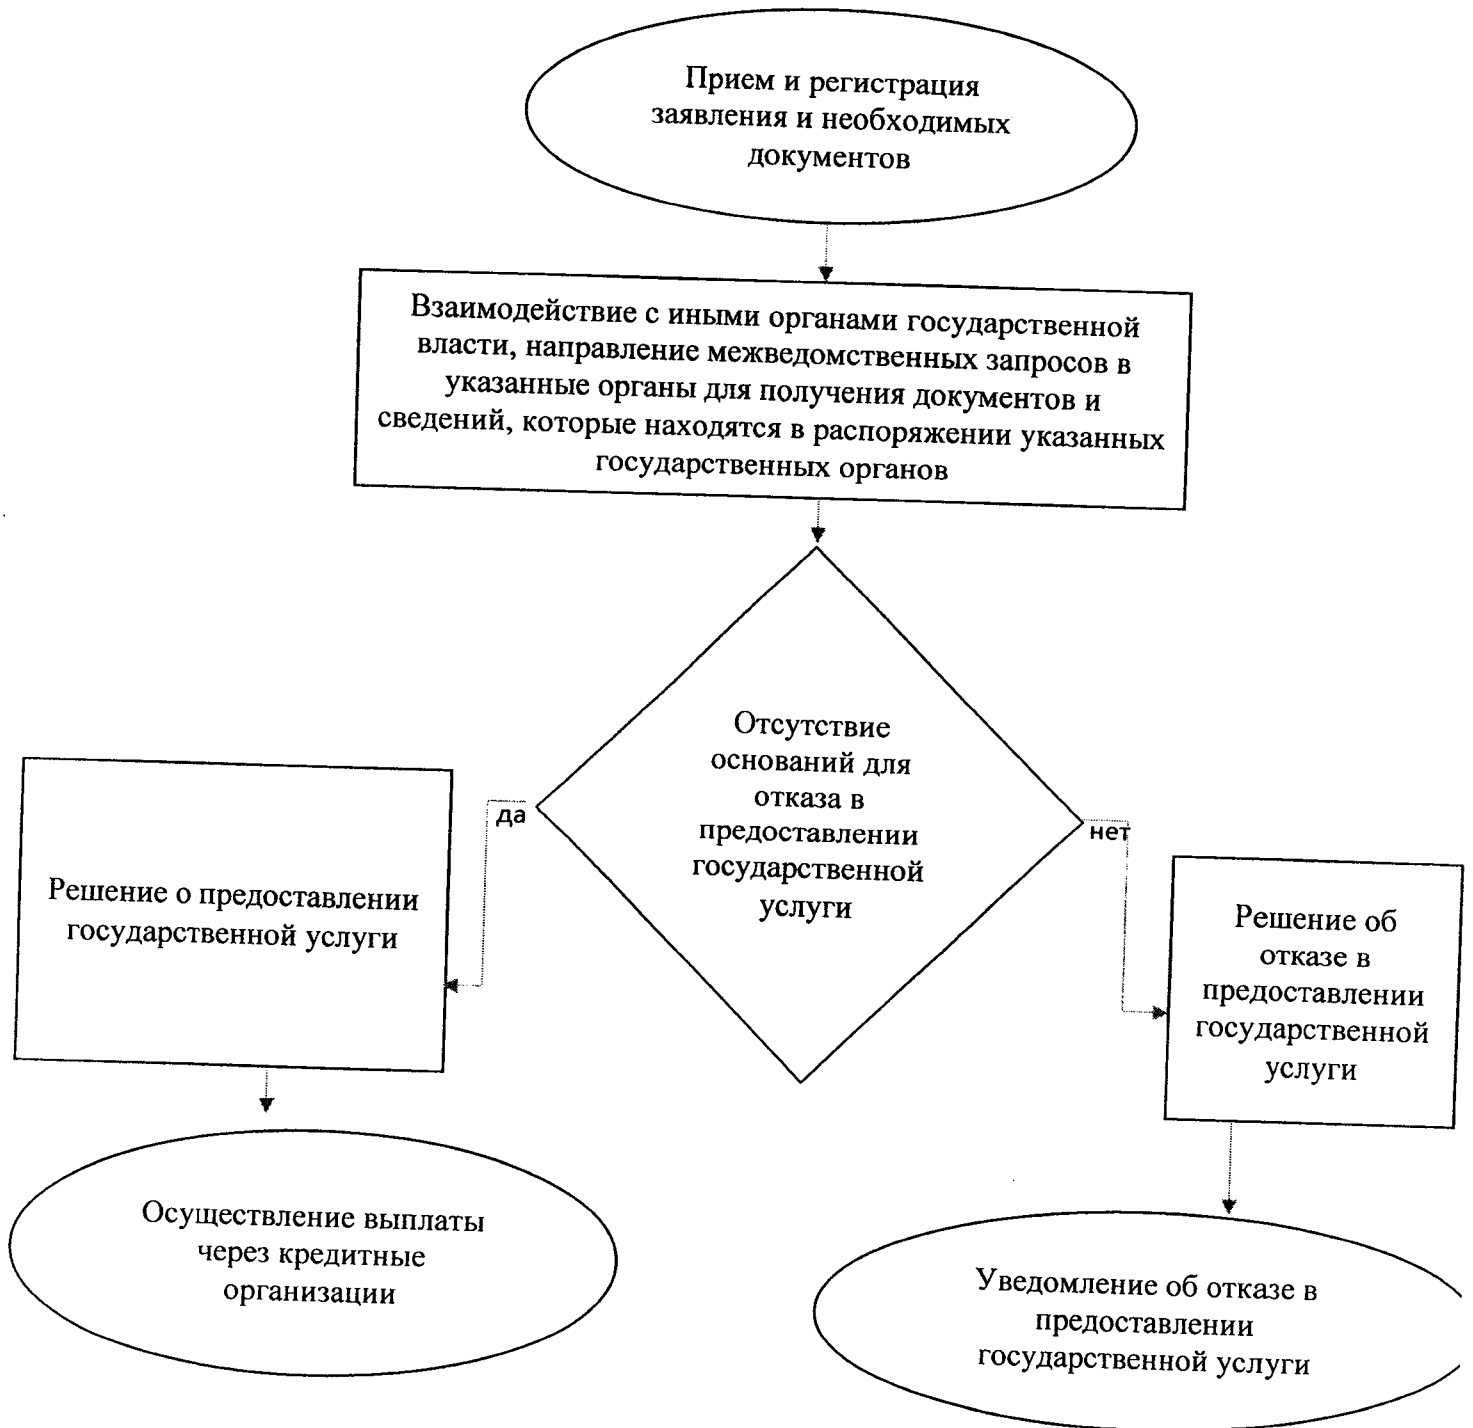 Прием и регистрация
заявления и необходимых
документов
Взаимодействие с иными органами государственной
власти, направление межведомственных запросов в
указанные органы для получения документов и
сведений, которые находятся в распоряжении указанных
государственных органов
Отсутствие
оснований для
отказа в
предоставлении
государственной
услуги
да
нет
Решение о предоставлении
государственной услуги
Решение об
отказе в
предоставлении
государственной
услуги
Осуществление выплаты
через кредитные
организации
Уведомление об отказе в
предоставлении
государственной услуги